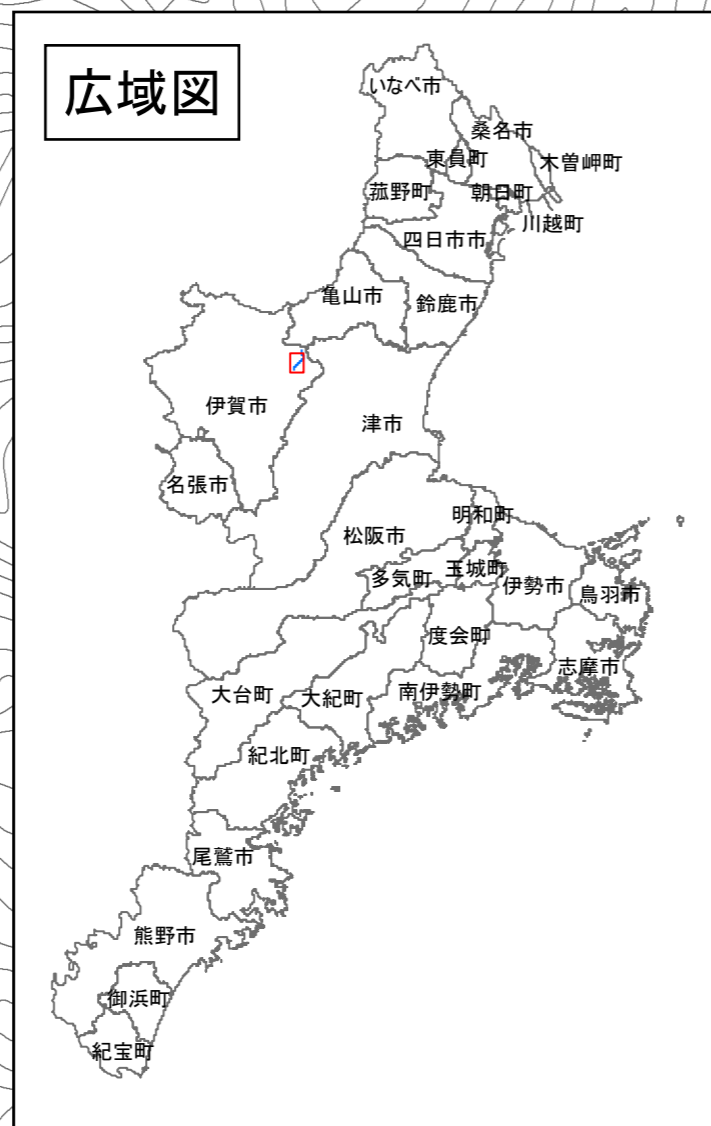 広域図
いなべ市
桑名市
東員町
木曽岬町
菰野町
朝日町
川越町
四日市市
亀山市
鈴鹿市
伊賀市
津市
名張市
明和町
松阪市
多気町
玉城町
伊勢市
鳥羽市
度会町
志摩市
大台町
大紀町
南伊勢町
紀北町
尾鷲市
熊野市
御浜町
紀宝町